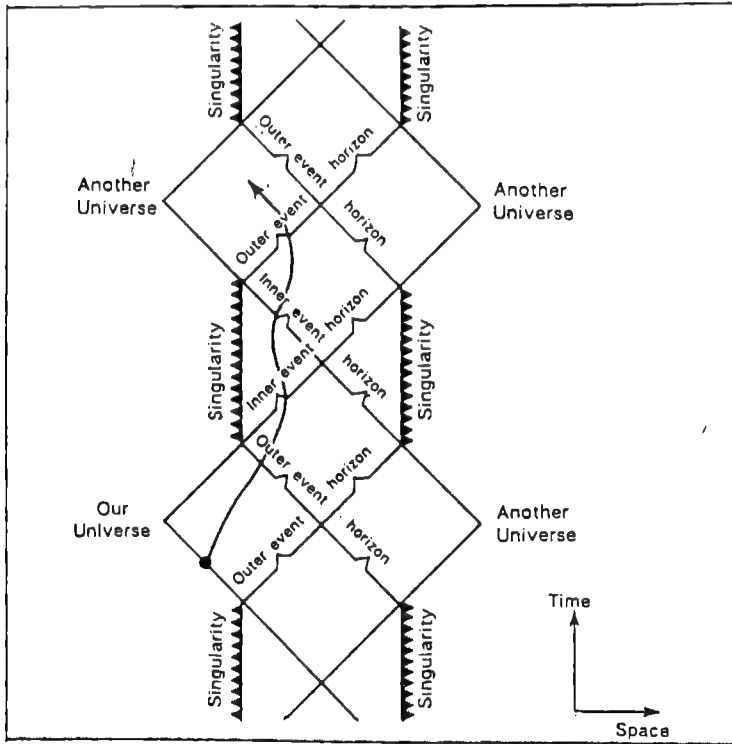 Singularity
Singularity
Outer event horizon
Another
Universe
Another
Universe
Outer event horizon
Inner event horizon
Singularity
Singularity
Inner event horizon
Outer event horizon
Our
Universe
Another
Universe
Outer event horizon
Singularity
Singularity
Time
Space